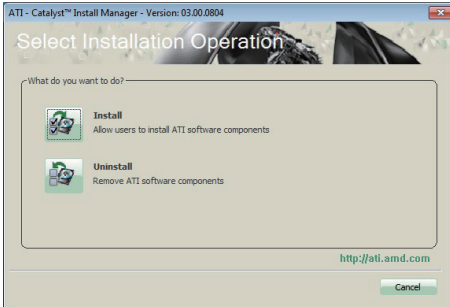 ATI - Catalyst™ Install Manager - Version: 03.00.0804
Select Installation Operation
What do you want to do?
Install
Allow users to install ATI software components
Uninstall
Remove ATI software components
http://ati.amd.com
Cancel